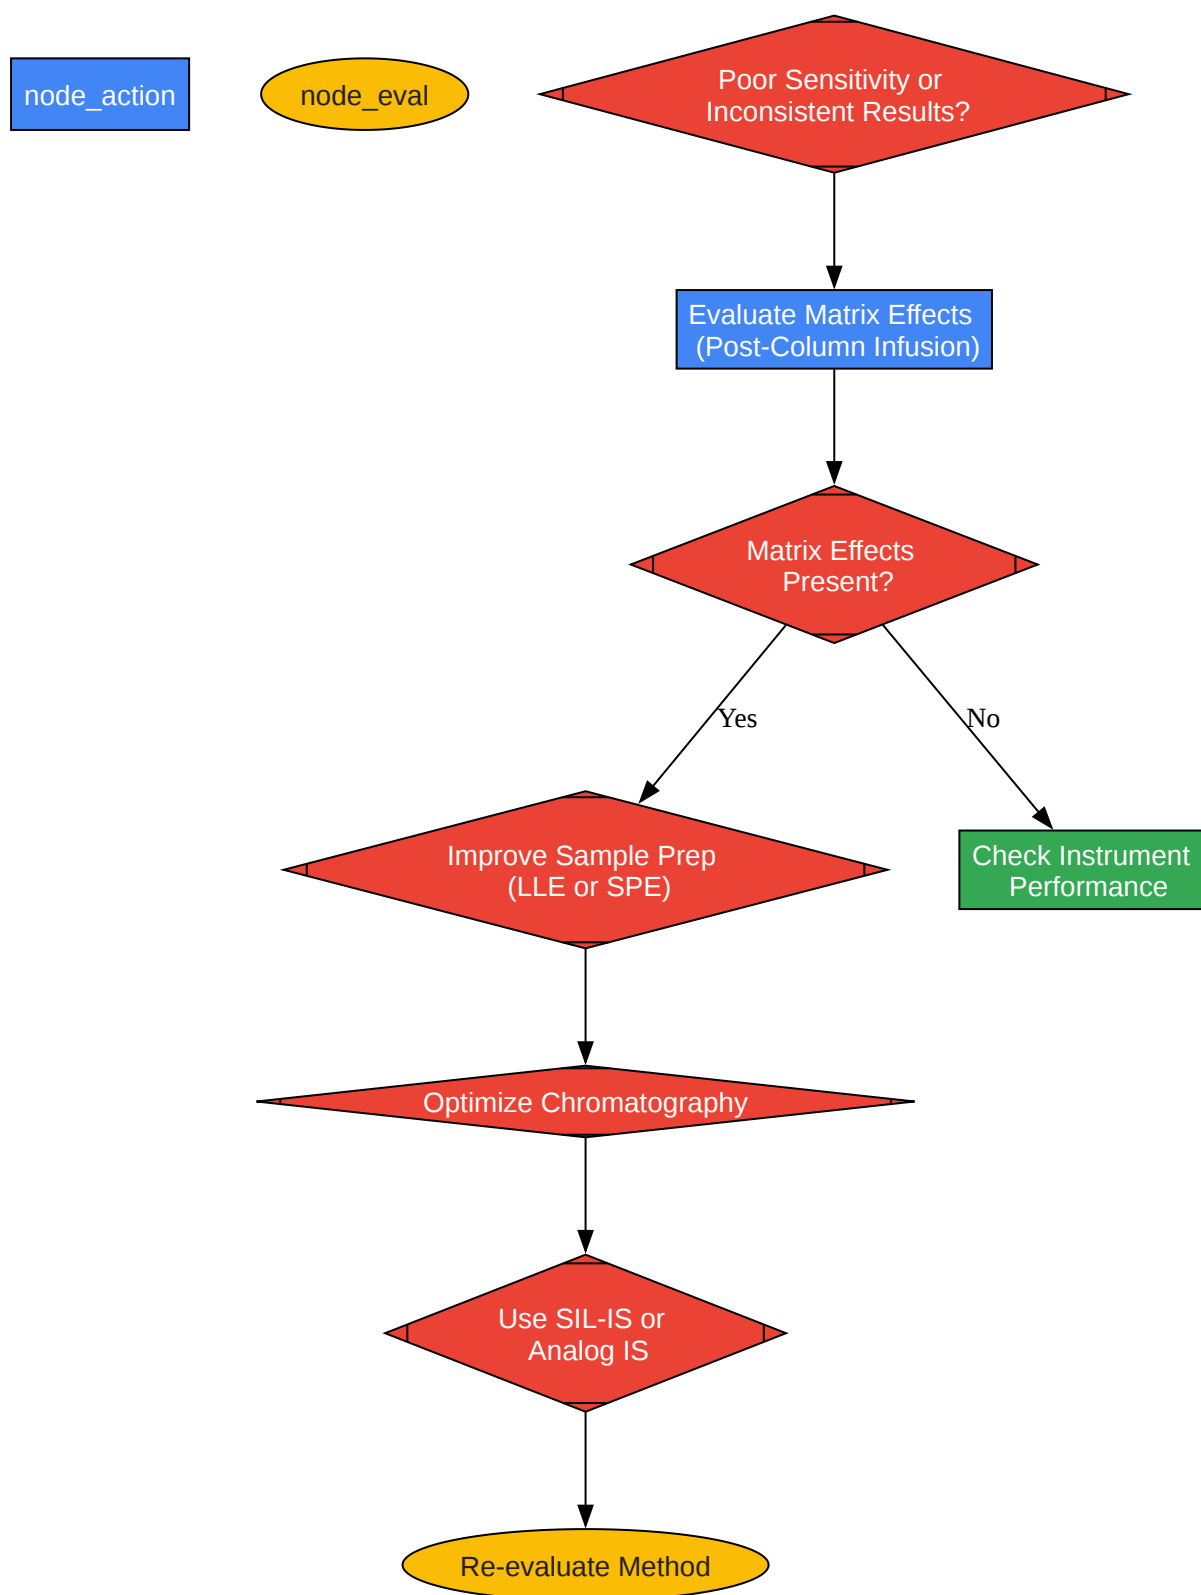 node_action
node_eval
Poor Sensitivity or
Inconsistent Results?
Evaluate Matrix Effects
(Post-Column Infusion)
Matrix Effects
Present?
Yes
No
Improve Sample Prep
(LLE or SPE)
Check Instrument
Performance
Optimize Chromatography
Use SIL-IS or
Analog IS
Re-evaluate Method